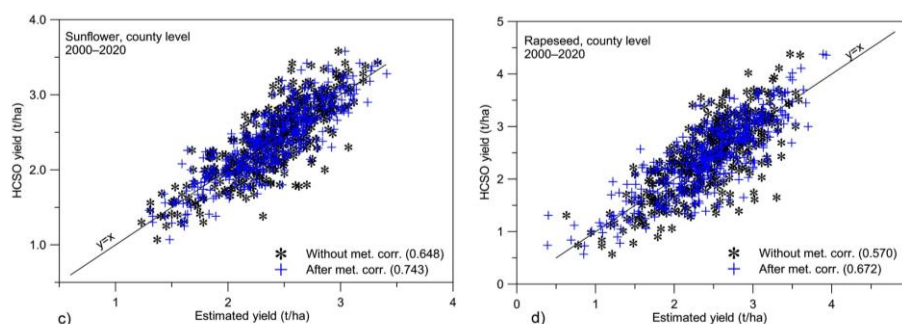 4.0
Sunflower, county level
2000–2020
3.0
2.0
1.0
HCSO yield (t/ha)
y=x
Without met. corr. (0.648)
After met. corr. (0.743)
1
2
3
4
c)
Estimated yield (t/ha)
5
Rapeseed, county level
2000–2020
4
3
2
1
0
HCSO yield (t/ha)
y=x
Without met. corr. (0.570)
After met. corr. (0.672)
0
1
2
3
4
5
d)
Estimated yield (t/ha)